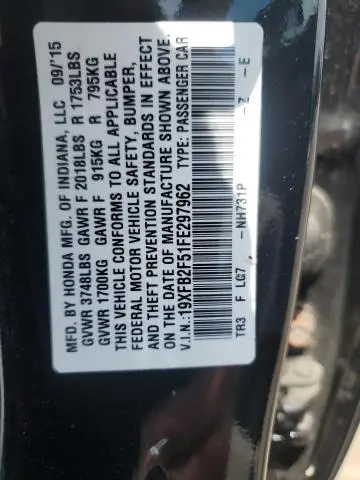 MFD. BY HONDA MFG. OF INDIANA, LLC 09/'15
GVWR 3748LBS GAWR F 2018LBS R 1753LBS
GVWR 1700KG GAWR F 915KG R 795KG
THIS VEHICLE CONFORMS TO ALL APPLICABLE
FEDERAL MOTOR VEHICLE SAFETY, BUMPER,
AND THEFT PREVENTION STANDARDS IN EFFECT
ON THE DATE OF MANUFACTURE SHOWN ABOVE.
V.I.N.:19XFB2F51FE297962 TYPE: PASSENGER CAR
TR3 F LG7 -NH731P -Z -E